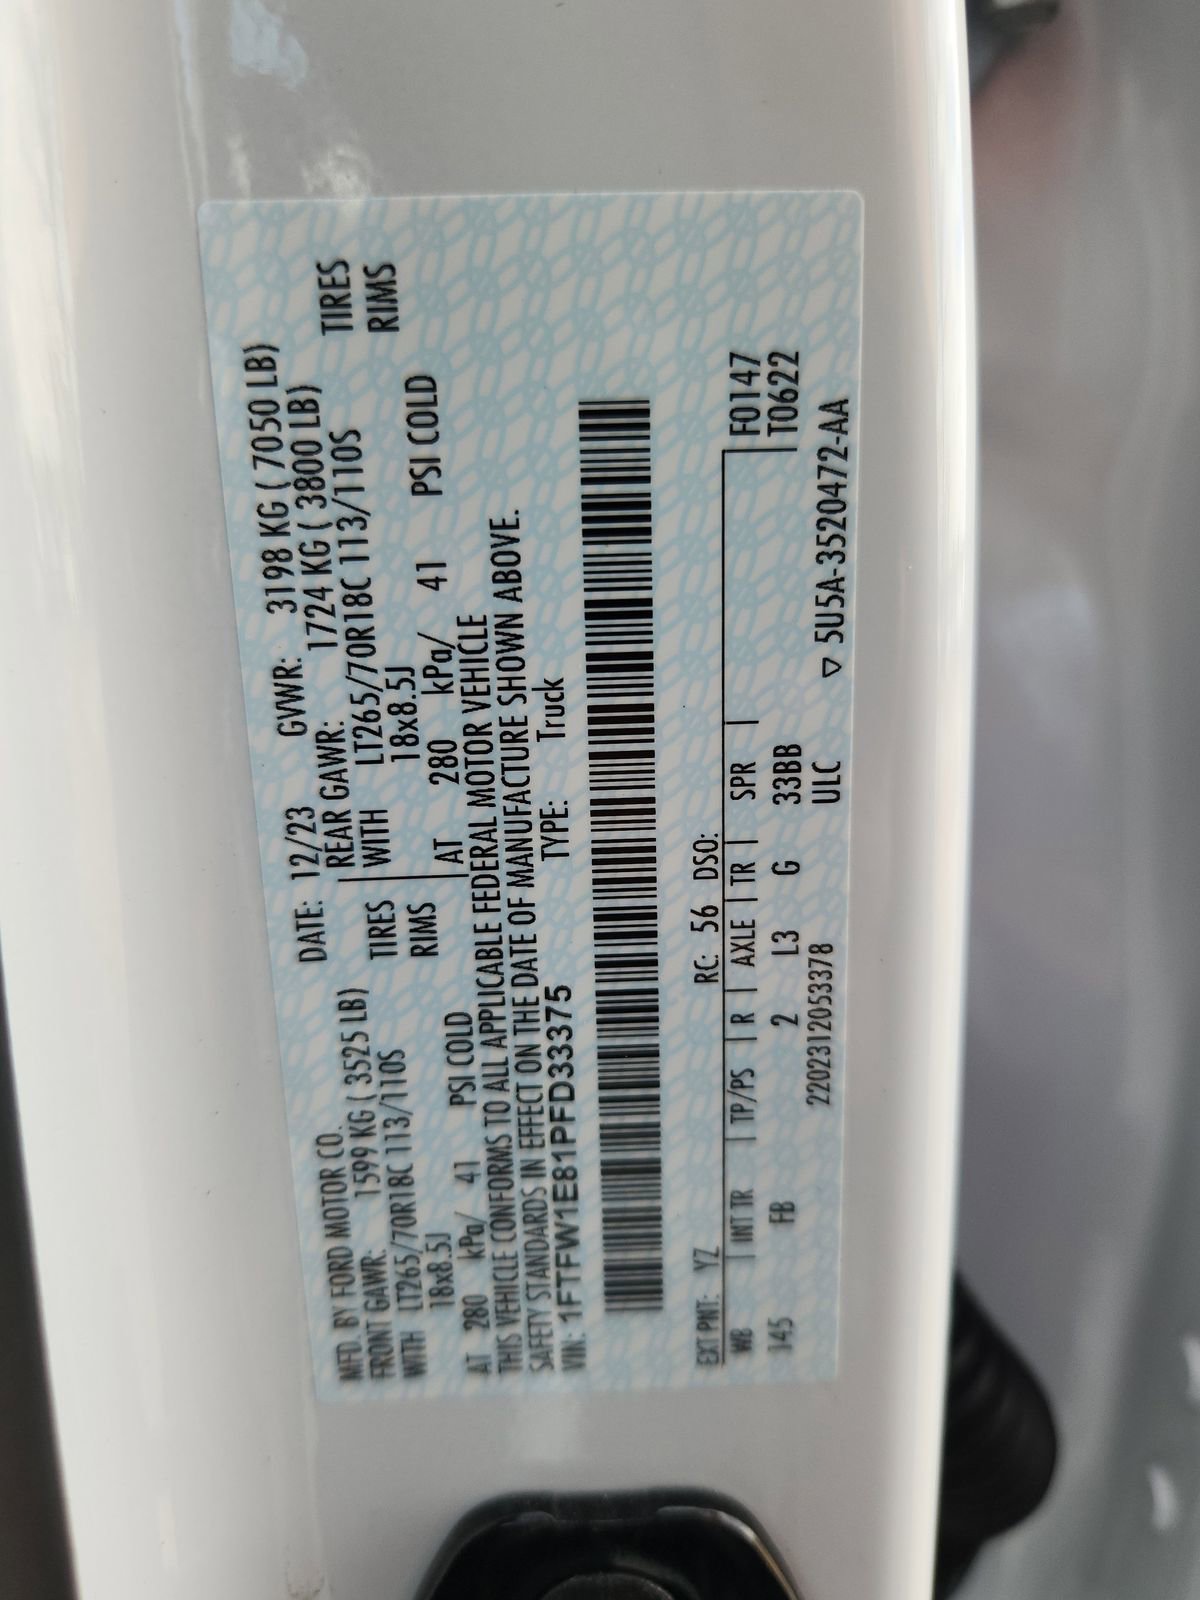 MFD. BY FORD MOTOR CO. DATE: 12/23 GVWR: 3198 KG ( 7050 LB)
FRONT GAWR: 1599 KG ( 3525 LB) REAR GAWR: 1724 KG ( 3800 LB)
WITH LT265/70R18C 113/110S TIRES WITH LT265/70R18C 113/110S TIRES
18x8.5J RIMS 18x8.5J RIMS
AT 280 kPa/ 41 PSI COLD AT 280 kPa/ 41 PSI COLD
THIS VEHICLE CONFORMS TO ALL APPLICABLE FEDERAL MOTOR VEHICLE
SAFETY STANDARDS IN EFFECT ON THE DATE OF MANUFACTURE SHOWN ABOVE.
VIN: 1FTFW1E81PFD33375 TYPE: Truck
EXT PNT: YZ RC: 56 DSO: F0147
WB INT TR TP/PS R AXLE TR SPR T0622
145 FB 2 L3 G 33BB
2202312053378 ULC ▽ 5U5A-3520472-AA